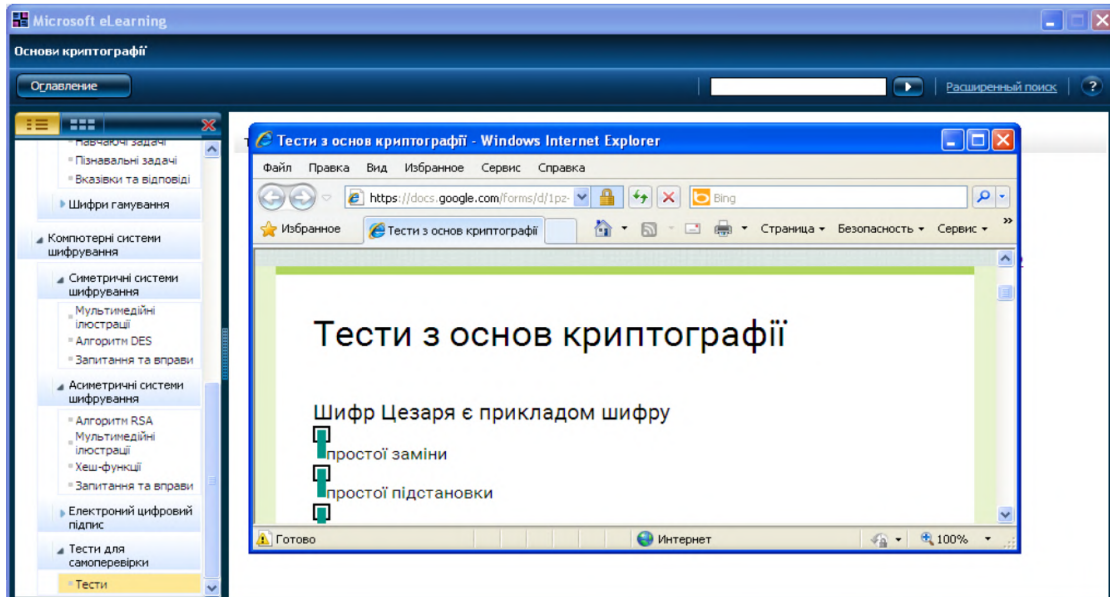 Microsoft eLearning
Основи криптографії
Оглавление
Расширенный поиск
?
Навчаючі задачі
Пізнавальні задачі
Вказівки та відповіді
Шифри гамування
Компютерні системи
шифрування
Симетричні системи
шифрування
Мультимедійні
ілюстрації
Алгоритм DES
Запитання та вправи
Асиметричні системи
шифрування
Алгоритм RSA
Мультимедійні
ілюстрації
Хеш-функції
Запитання та вправи
Електроний цифровий
підпис
Тести для
самоперевірки
Тести
Тести з основ криптографії - Windows Internet Explorer
Файл Правка Вид Избранное Сервис Справка
https://docs.google.com/forms/d/1pz-
Bing
Избранное
Тести з основ криптографії
Страница Безопасность Сервис »
Тести з основ криптографії
Шифр Цезаря є прикладом шифру
простої заміни
простої підстановки
Готово
Интернет
100%